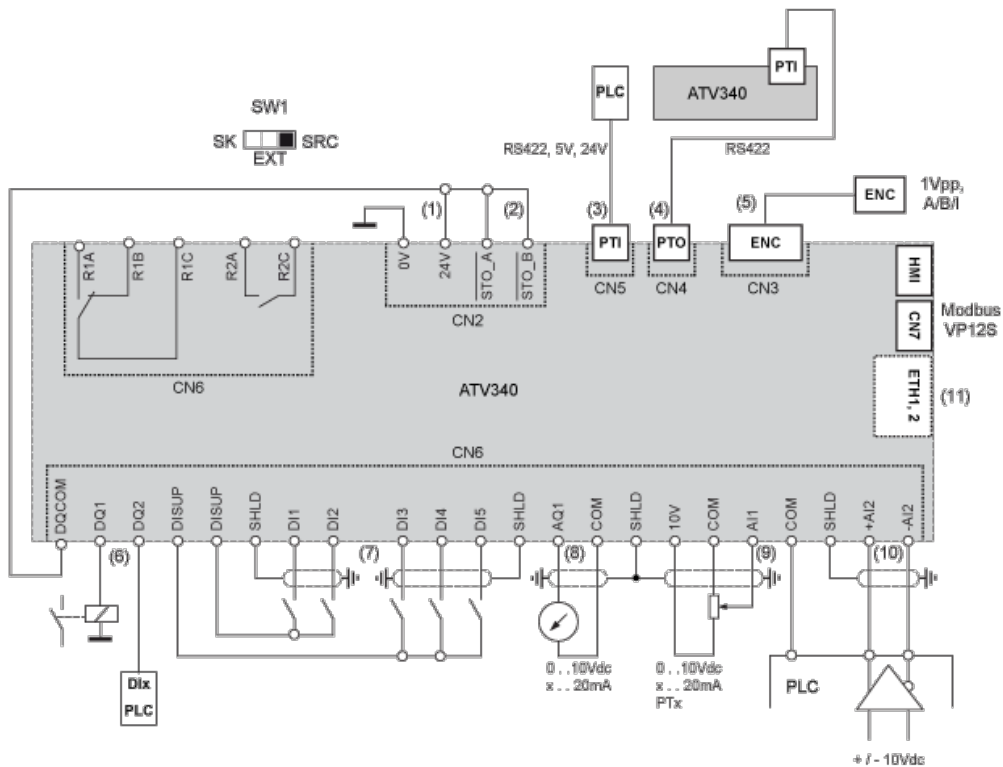 PTI
PLC
ATV340
SW1
SK
SRC
EXT
RS422, 5V, 24V
RS422
ENC
1Vpp,
A/B/I
(1)
(2)
(3)
(4)
(5)
R1A
R1B
R1C
R2A
R2C
0V
24V
STO_A
STO_B
PTI
PTO
ENC
HMI
CN5
CN4
CN3
CN2
CN7
Modbus
VP12S
CN6
ATV340
ETH1, 2
(11)
CN6
DQCOM
DQ1
DQ2
DISUP
DISUP
SHLD
DI1
DI2
DI3
DI4
DI5
SHLD
AQ1
COM
SHLD
10V
COM
AI1
COM
SHLD
+AI2
-AI2
(6)
(7)
(8)
(9)
(10)
DIx
PLC
0 . . 10Vdc
x . . 20mA
0 . . 10Vdc
x . . 20mA
PTx
PLC
+ / - 10Vdc